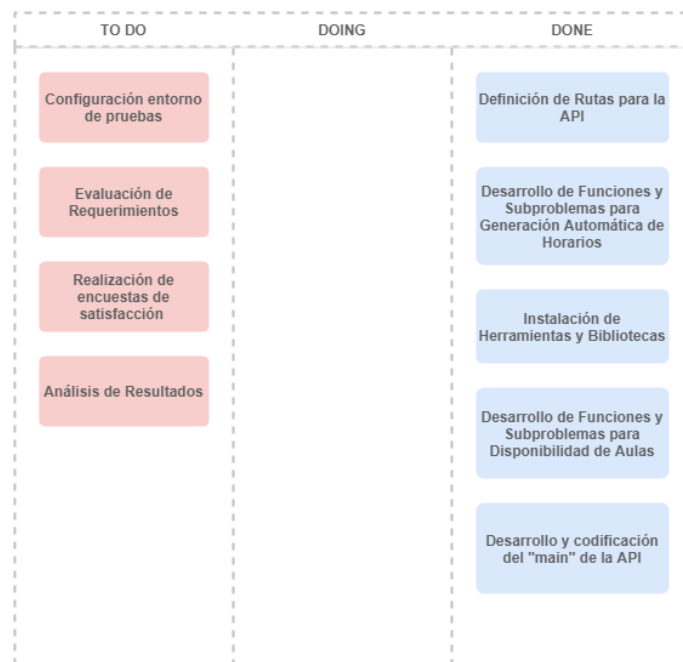 TO DO
DOING
DONE
Configuración entorno
de pruebas
Evaluación de
Requerimientos
Realización de
encuestas de
satisfacción
Análisis de Resultados
Definición de Rutas para la
API
Desarrollo de Funciones y
Subproblemas para
Generación Automática de
Horarios
Instalación de
Herramientas y Bibliotecas
Desarrollo de Funciones y
Subproblemas para
Disponibilidad de Aulas
Desarrollo y codificación
del "main" de la API